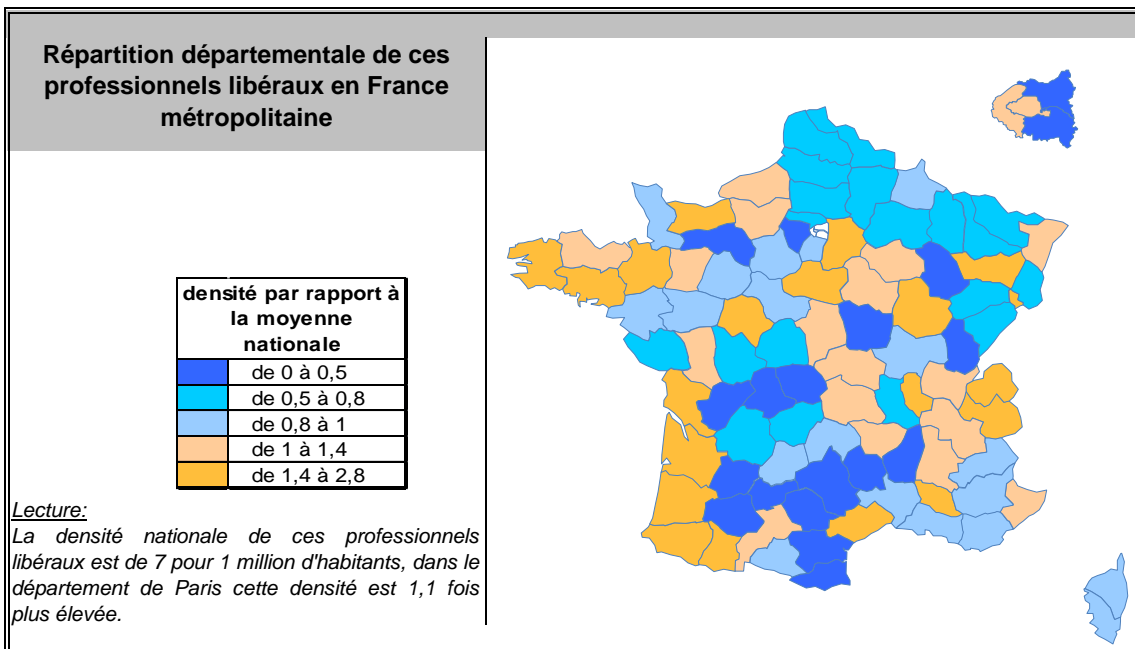 Répartition départementale de ces
professionnels libéraux en France
métropolitaine
densité par rapport à
la moyenne
nationale
de 0 à 0,5
de 0,5 à 0,8
de 0,8 à 1
de 1 à 1,4
de 1,4 à 2,8
Lecture:
La densité nationale de ces professionnels
libéraux est de 7 pour 1 million d'habitants, dans le
département de Paris cette densité est 1,1 fois
plus élevée.